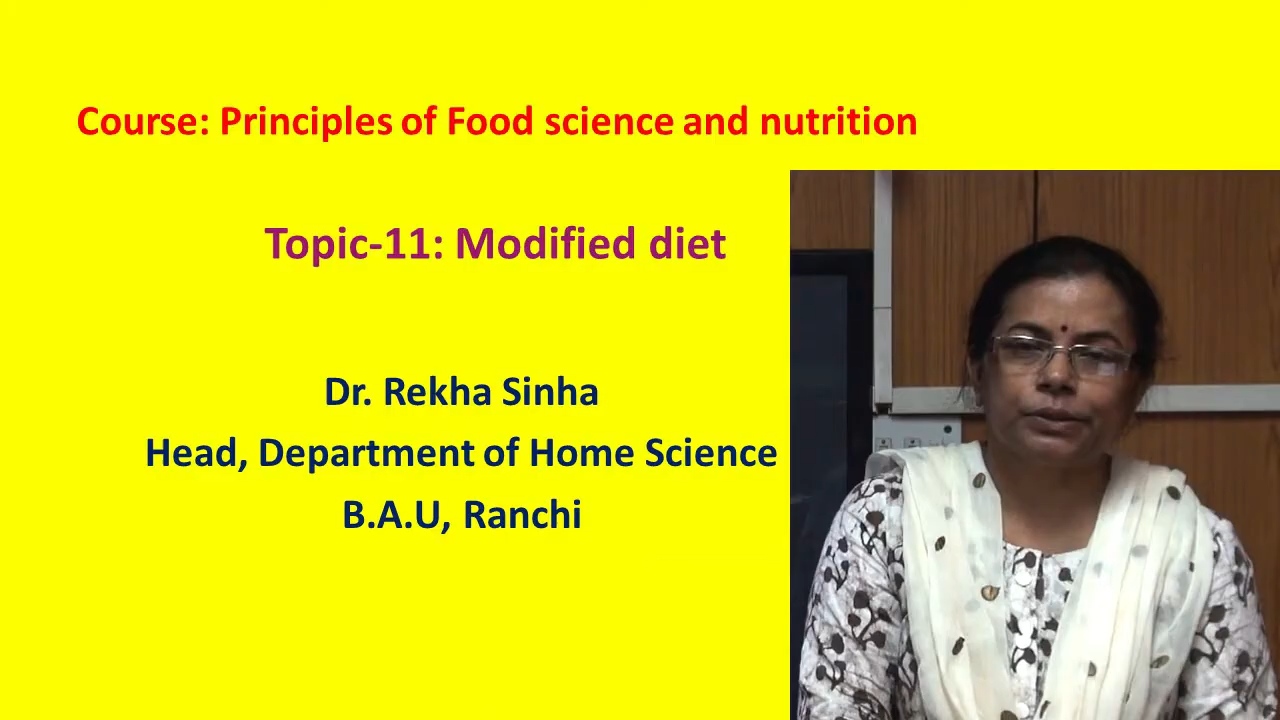 Course: Principles of Food science and nutrition
Topic-11: Modified diet
Dr. Rekha Sinha
Head, Department of Home Science
B.A.U, Ranchi